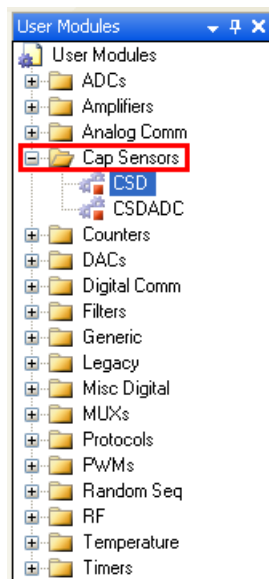 User Modules
User Modules
ADCs
Amplifiers
Analog Comm
Cap Sensors
CSD
CSDADC
Counters
DACs
Digital Comm
Filters
Generic
Legacy
Misc Digital
MUXs
Protocols
PWMs
Random Seq
RF
Temperature
Timers